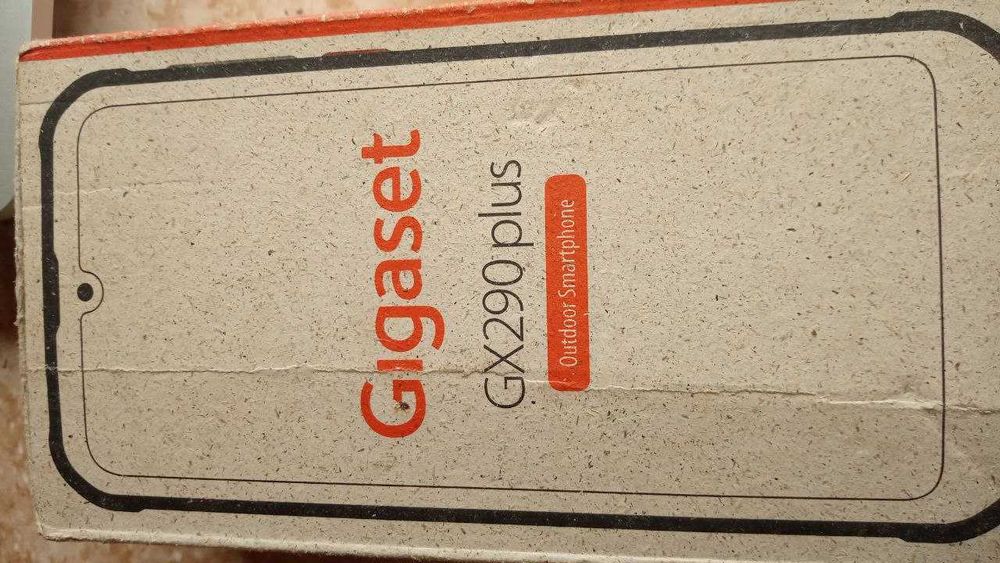 Gigaset
GX290 plus
Outdoor Smartphone